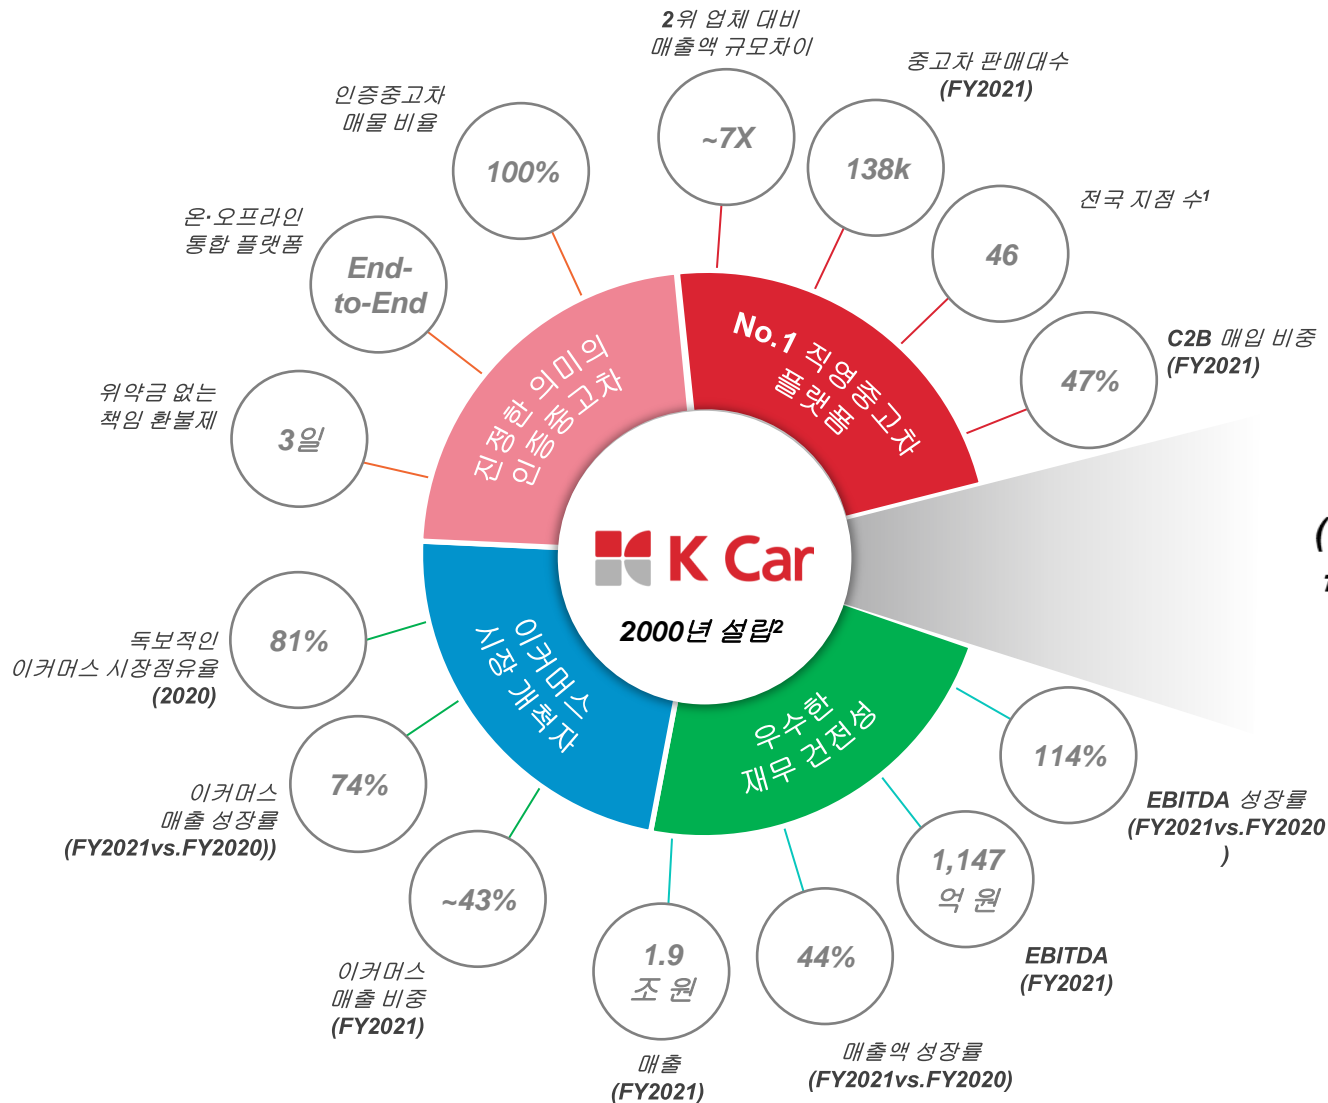 2위 업체 대비
매출액 규모차이
~7X
중고차 판매대수
(FY2021)
138k
전국 지점 수¹
46
C2B 매입 비중
(FY2021)
47%
인증중고차
매물 비율
100%
온·오프라인
통합 플랫폼
End-
to-End
위약금 없는
책임 환불제
3일
No.1 직영중고차
플랫폼
진정한 의미의
인증중고차
K Car
2000년 설립²
이커머스
시장 개척자
우수한
재무 건전성
독보적인
이커머스 시장점유율
(2020)
81%
이커머스
매출 성장률
(FY2021vs.FY2020))
74%
이커머스
매출 비중
(FY2021)
~43%
1.9
조 원
매출
(FY2021)
44%
매출액 성장률
(FY2021vs.FY2020)
1,147
억 원
EBITDA
(FY2021)
114%
EBITDA 성장률
(FY2021vs.FY2020
)
(